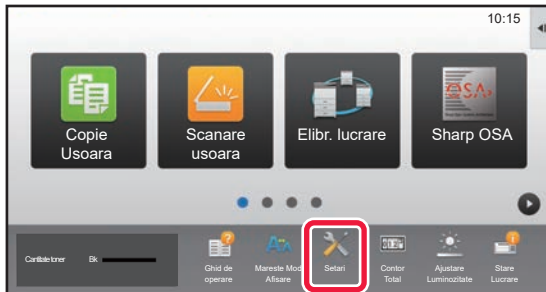 10:15
OSA
Copie
Usoara
Scanare
usoara
Elibr. lucrare
Sharp OSA
Cantitate toner Bk
Ghid de
operare
Mareste Mod
Afisare
Setari
Contor
Total
Ajustare
Luminozitate
Stare
Lucrare